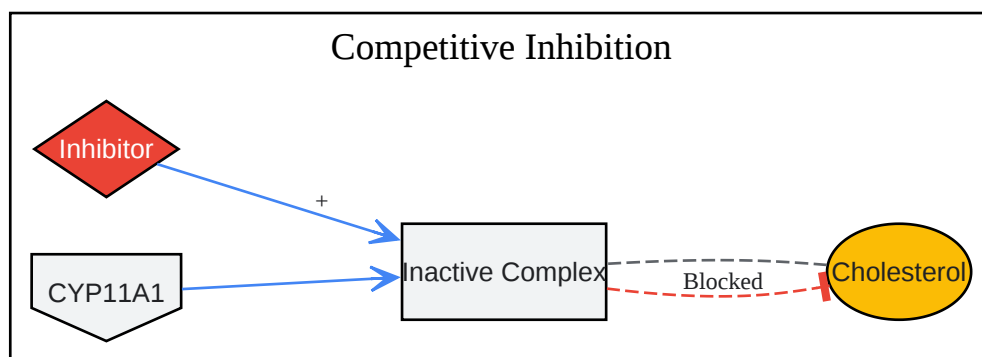 Competitive Inhibition
Inhibitor
+
CYP11A1
Inactive Complex
Blocked
Cholesterol